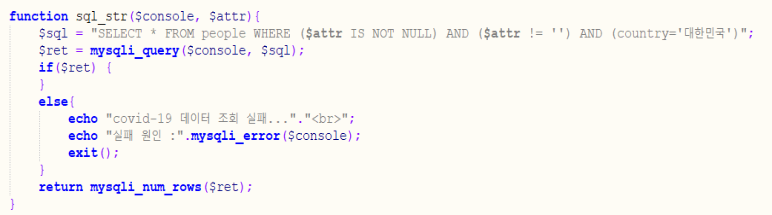 function sql_str($console, $attr){
    $sql = "SELECT * FROM people WHERE ($attr IS NOT NULL) AND ($attr != '') AND (country='대한민국')";
    $ret = mysqli_query($console, $sql);
    if($ret) {
    }
    else{
        echo "covid-19 데이터 조회 실패..."."<br>";
        echo "실패 원인 :".mysqli_error($console);
        exit();
    }
    return mysqli_num_rows($ret);
}